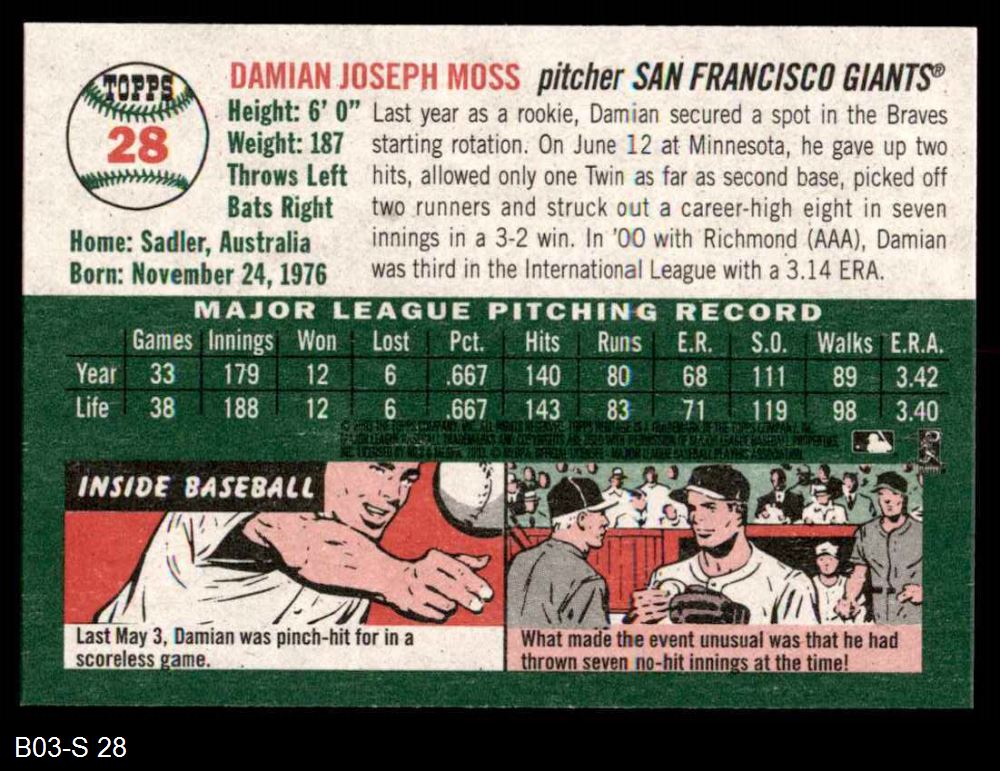 TOPPS
28
DAMIAN JOSEPH MOSS pitcher SAN FRANCISCO GIANTS®
Height: 6' 0"
Weight: 187
Throws Left
Bats Right
Home: Sadler, Australia
Born: November 24, 1976
Last year as a rookie, Damian secured a spot in the Braves
starting rotation. On June 12 at Minnesota, he gave up two
hits, allowed only one Twin as far as second base, picked off
two runners and struck out a career-high eight in seven
innings in a 3-2 win. In '00 with Richmond (AAA), Damian
was third in the International League with a 3.14 ERA.
MAJOR LEAGUE PITCHING RECORD
Games Innings Won Lost Pct. Hits Runs E.R. S.O. Walks E.R.A.
Year 33 179 12 6 .667 140 80 68 111 89 3.42
Life 38 188 12 6 .667 143 83 71 119 98 3.40
INSIDE BASEBALL
Last May 3, Damian was pinch-hit for in a
scoreless game.
What made the event unusual was that he had
thrown seven no-hit innings at the time!
B03-S 28